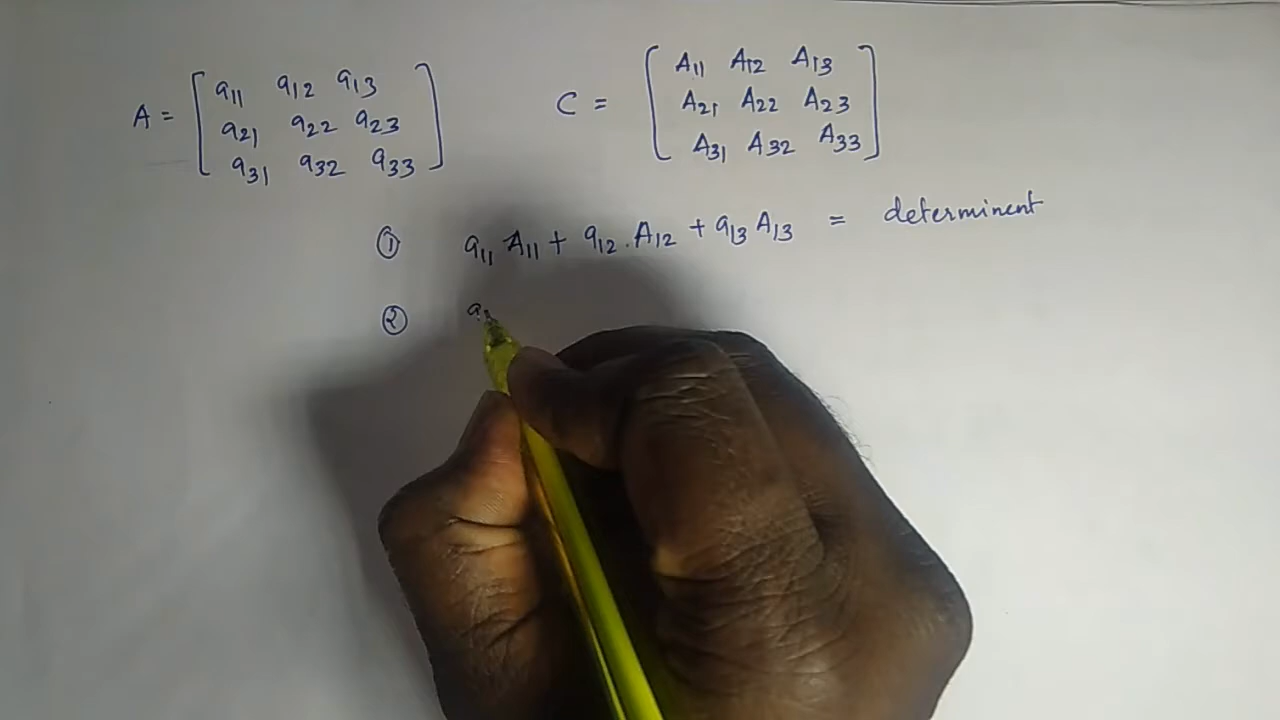 A = [ a11 a12 a13
a21 a22 a23
a31 a32 a33 ]
C = [ A11 A12 A13
A21 A22 A23
A31 A32 A33 ]
① a11 A11 + a12 . A12 + a13 A13 = determinent
② a